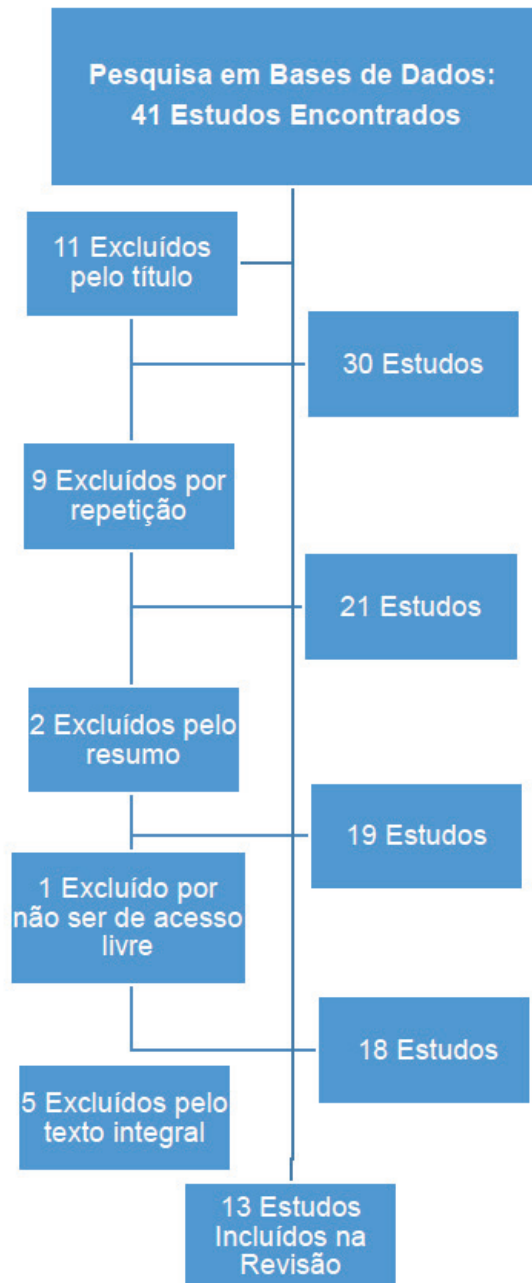 Pesquisa em Bases de Dados:
41 Estudos Encontrados
11 Excluídos
pelo título
30 Estudos
9 Excluídos por
repetição
21 Estudos
2 Excluídos pelo
resumo
19 Estudos
1 Excluído por
não ser de acesso
livre
18 Estudos
5 Excluídos pelo
texto integral
13 Estudos
Incluídos na
Revisão